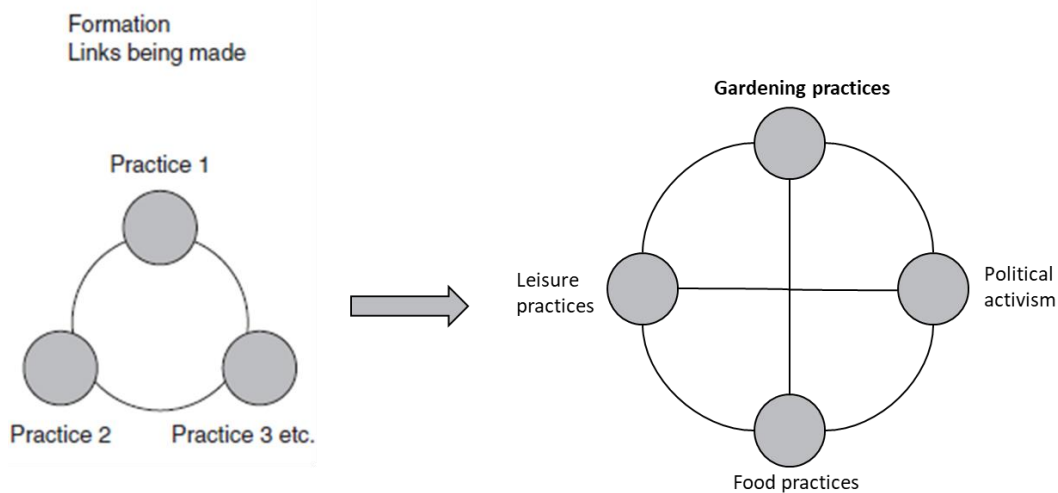 Formation
Links being made
Practice 1
Practice 2
Practice 3 etc.
Gardening practices
Leisure
practices
Political
activism
Food practices